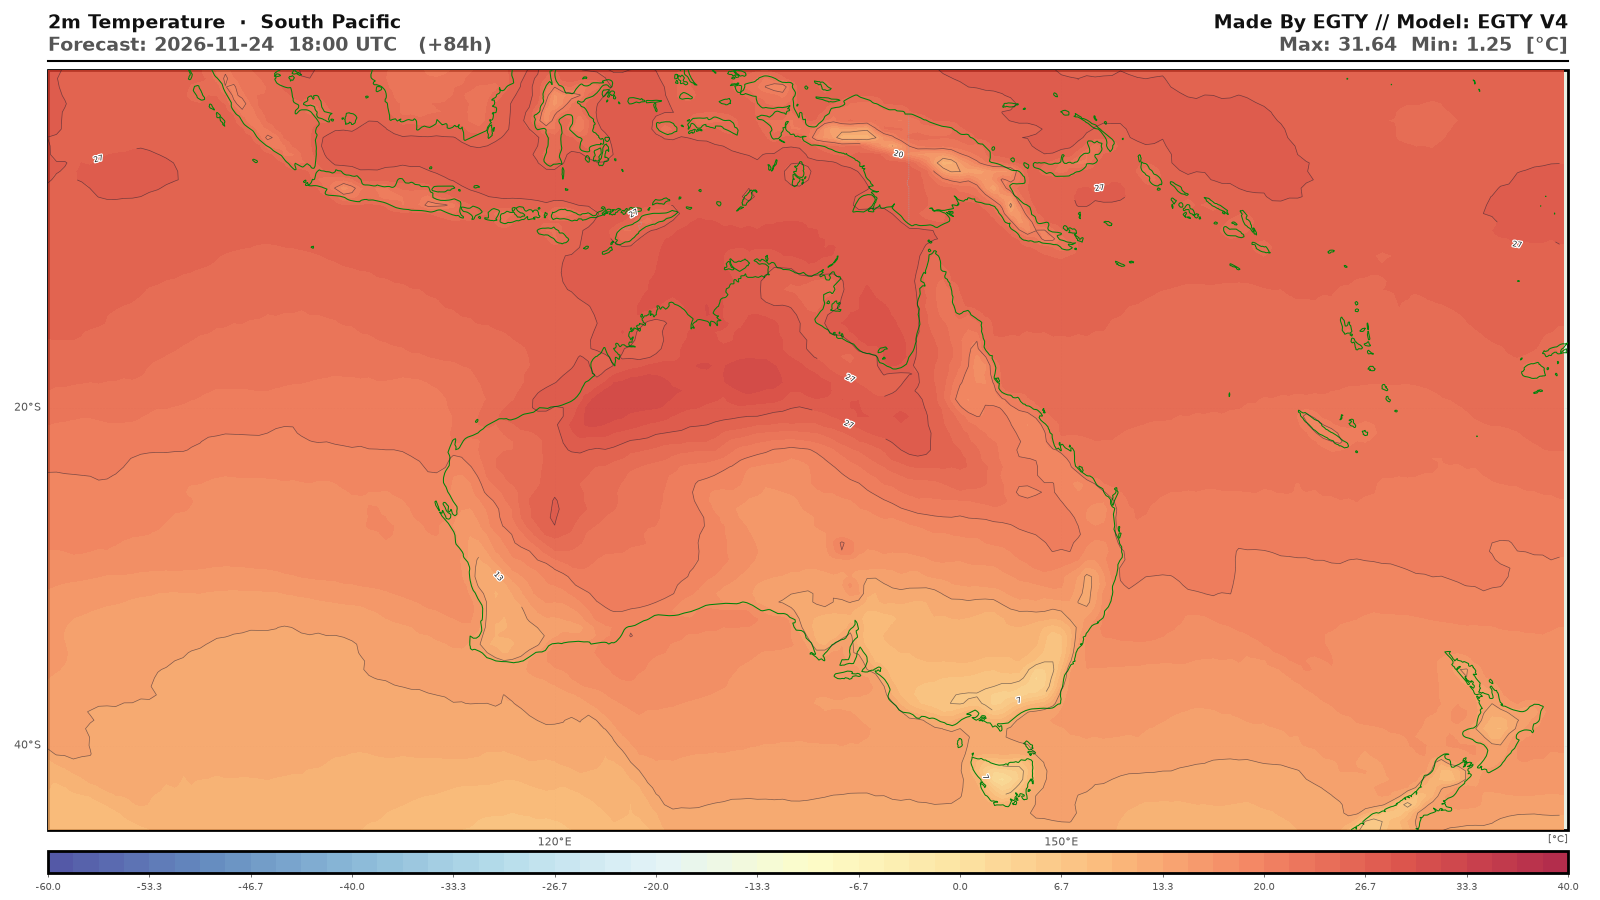 2m Temperature · South Pacific
Made By EGTY // Model: EGTY V4
Forecast: 2026-11-24 18:00 UTC (+84h)
Max: 31.64 Min: 1.25 [°C]
27
20
27
27
27
27
27
20°S
13
7
40°S
7
120°E
150°E
[°C]
-60.0 -53.3 -46.7 -40.0 -33.3 -26.7 -20.0 -13.3 -6.7 0.0 6.7 13.3 20.0 26.7 33.3 40.0